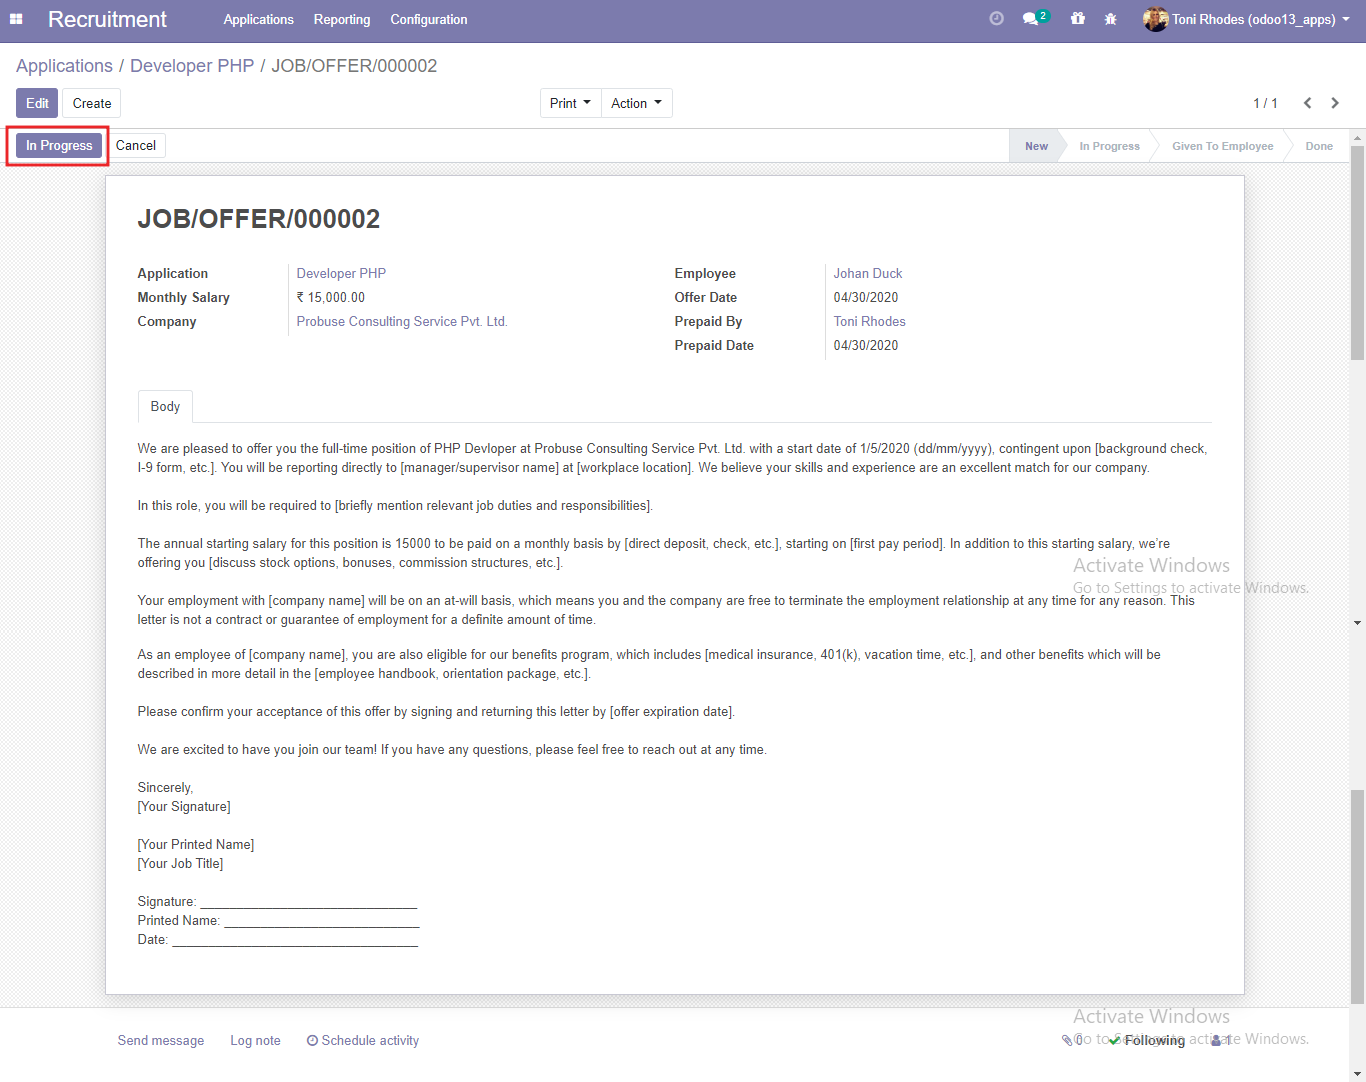 Recruitment Applications Reporting Configuration 2 Toni Rhodes (odoo13_apps)
Applications / Developer PHP / JOB/OFFER/000002
Edit Create Print Action 1 / 1
In Progress Cancel New In Progress Given To Employee Done
JOB/OFFER/000002
Application Developer PHP Employee Johan Duck
Monthly Salary ₹ 15,000.00 Offer Date 04/30/2020
Company Probuse Consulting Service Pvt. Ltd. Prepaid By Toni Rhodes
Prepaid Date 04/30/2020
Body
We are pleased to offer you the full-time position of PHP Devloper at Probuse Consulting Service Pvt. Ltd. with a start date of 1/5/2020 (dd/mm/yyyy), contingent upon [background check,
I-9 form, etc.]. You will be reporting directly to [manager/supervisor name] at [workplace location]. We believe your skills and experience are an excellent match for our company.
In this role, you will be required to [briefly mention relevant job duties and responsibilities].
The annual starting salary for this position is 15000 to be paid on a monthly basis by [direct deposit, check, etc.], starting on [first pay period]. In addition to this starting salary, we're
offering you [discuss stock options, bonuses, commission structures, etc.].
Activate Windows
Go to Settings to activate Windows.
Your employment with [company name] will be on an at-will basis, which means you and the company are free to terminate the employment relationship at any time for any reason. This
letter is not a contract or guarantee of employment for a definite amount of time.
As an employee of [company name], you are also eligible for our benefits program, which includes [medical insurance, 401(k), vacation time, etc.], and other benefits which will be
described in more detail in the [employee handbook, orientation package, etc.].
Please confirm your acceptance of this offer by signing and returning this letter by [offer expiration date].
We are excited to have you join our team! If you have any questions, please feel free to reach out at any time.
Sincerely,
[Your Signature]
[Your Printed Name]
[Your Job Title]
Signature: ______________________________
Printed Name: ___________________________
Date: __________________________________
Activate Windows
Go to Settings to activate Windows.
Send message Log note Schedule activity 0 Following 1